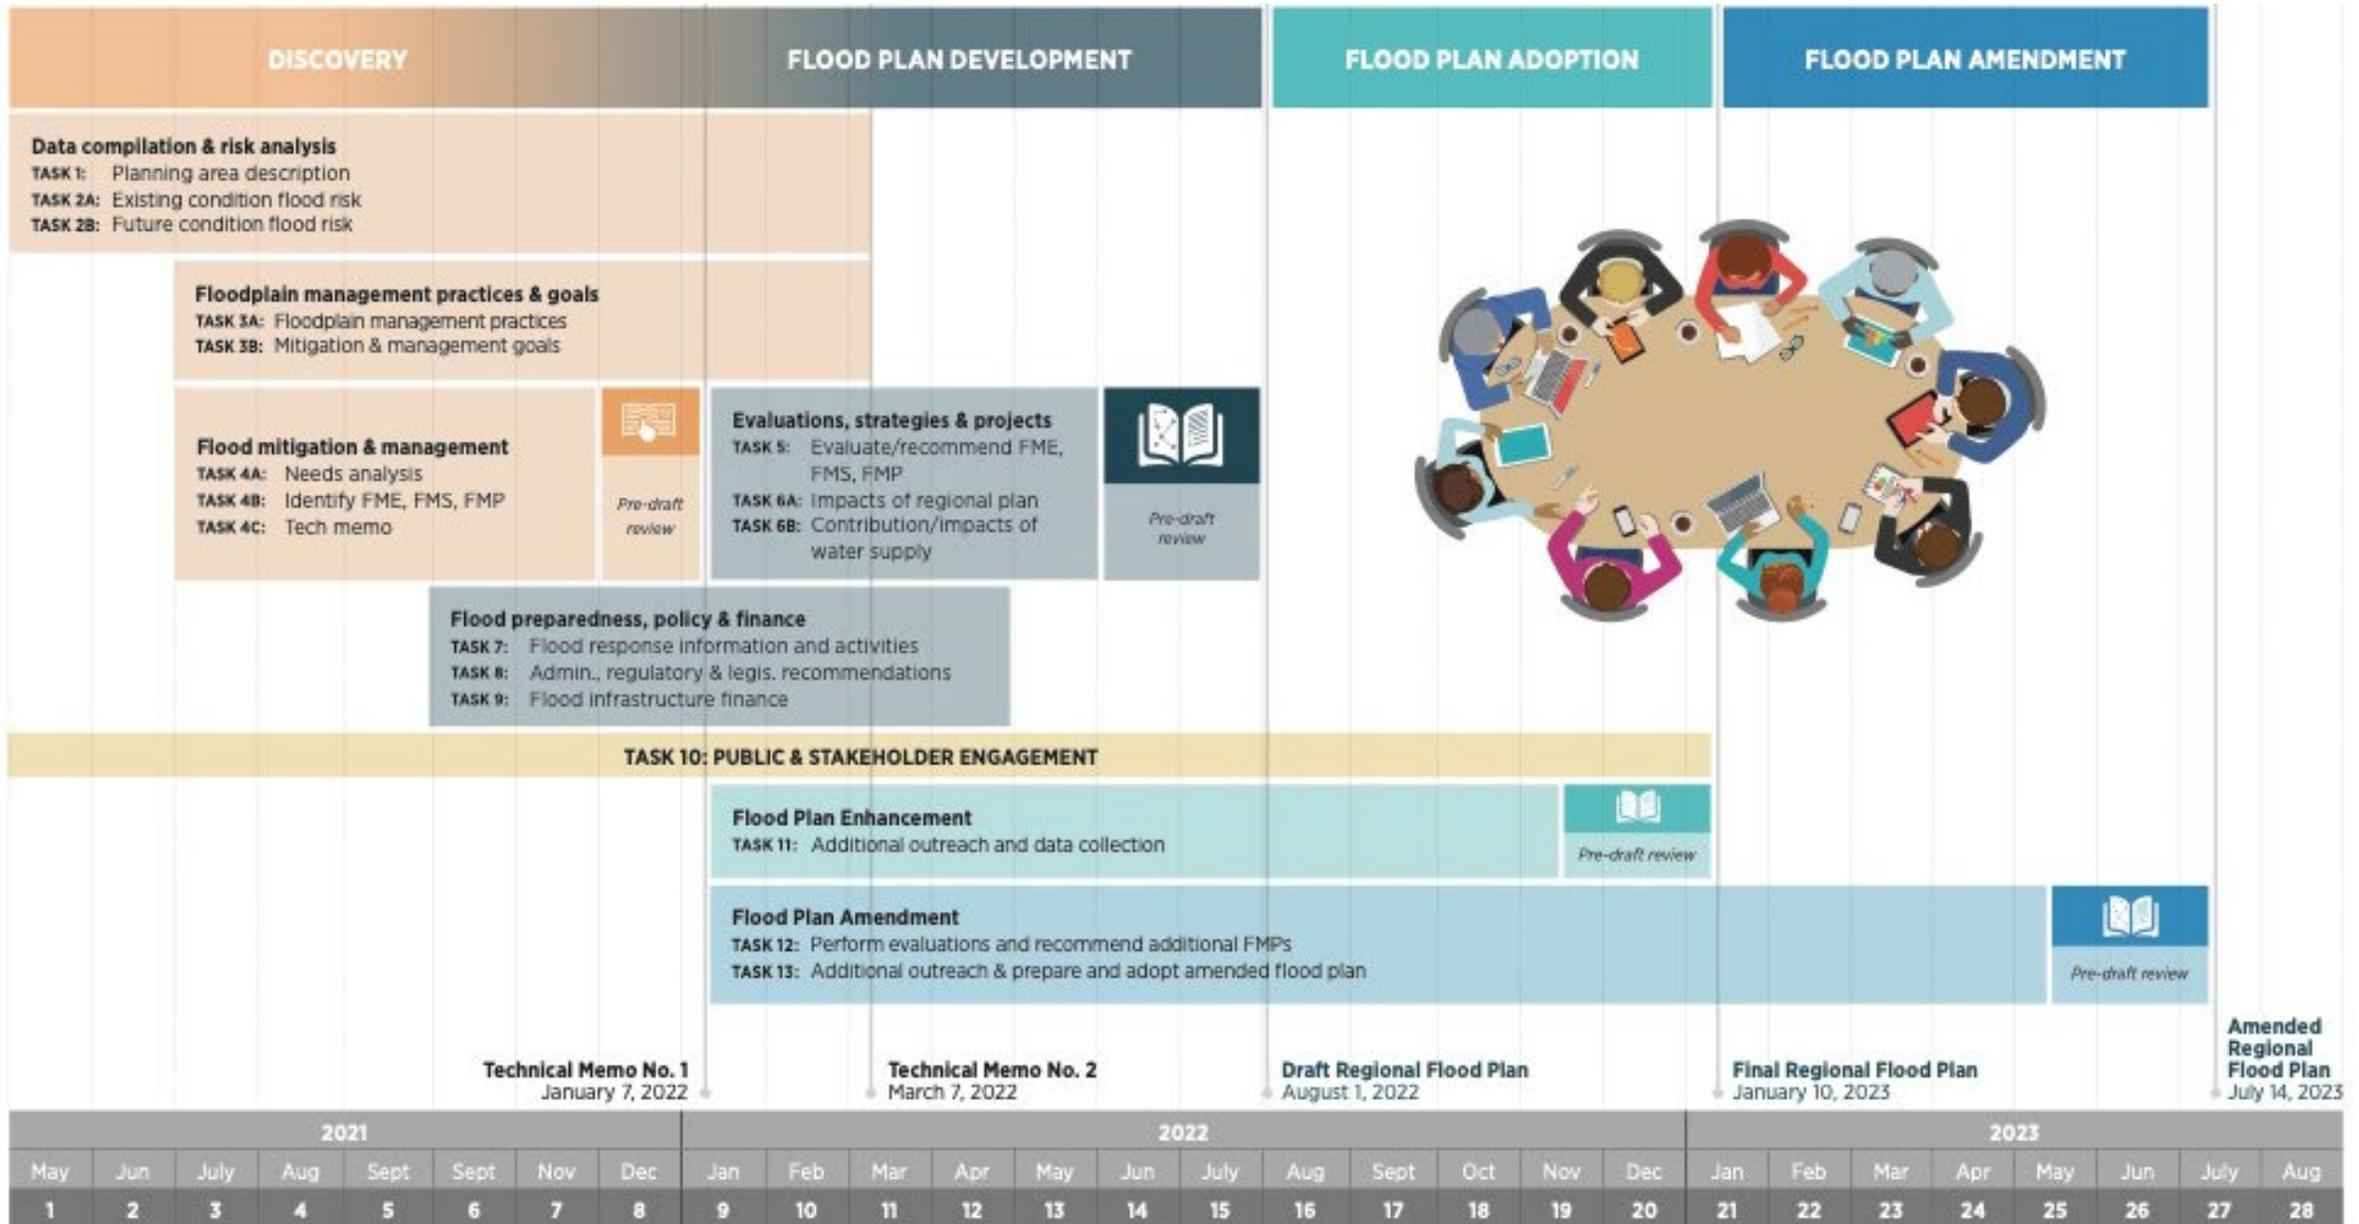 DISCOVERY
FLOOD PLAN DEVELOPMENT
FLOOD PLAN ADOPTION
FLOOD PLAN AMENDMENT
Data compilation & risk analysis
TASK 1: Planning area description
TASK 2A: Existing condition flood risk
TASK 2B: Future condition flood risk
Floodplain management practices & goals
TASK 3A: Floodplain management practices
TASK 3B: Mitigation & management goals
Flood mitigation & management
TASK 4A: Needs analysis
TASK 4B: Identify FME, FMS, FMP
TASK 4C: Tech memo
Pre-draft
review
Evaluations, strategies & projects
TASK 5: Evaluate/recommend FME,
FMS, FMP
TASK 6A: Impacts of regional plan
TASK 6B: Contribution/impacts of
water supply
Pre-draft
review
Flood preparedness, policy & finance
TASK 7: Flood response information and activities
TASK 8: Admin., regulatory & legis. recommendations
TASK 9: Flood infrastructure finance
TASK 10: PUBLIC & STAKEHOLDER ENGAGEMENT
Flood Plan Enhancement
TASK 11: Additional outreach and data collection
Pre-draft review
Flood Plan Amendment
TASK 12: Perform evaluations and recommend additional FMPs
TASK 13: Additional outreach & prepare and adopt amended flood plan
Pre-draft review
Technical Memo No. 1
January 7, 2022
Technical Memo No. 2
March 7, 2022
Draft Regional Flood Plan
August 1, 2022
Final Regional Flood Plan
January 10, 2023
Amended
Regional
Flood Plan
July 14, 2023
2021 2022 2023
May Jun July Aug Sept Sept Nov Dec Jan Feb Mar Apr May Jun July Aug Sept Oct Nov Dec Jan Feb Mar Apr May Jun July Aug
1 2 3 4 5 6 7 8 9 10 11 12 13 14 15 16 17 18 19 20 21 22 23 24 25 26 27 28